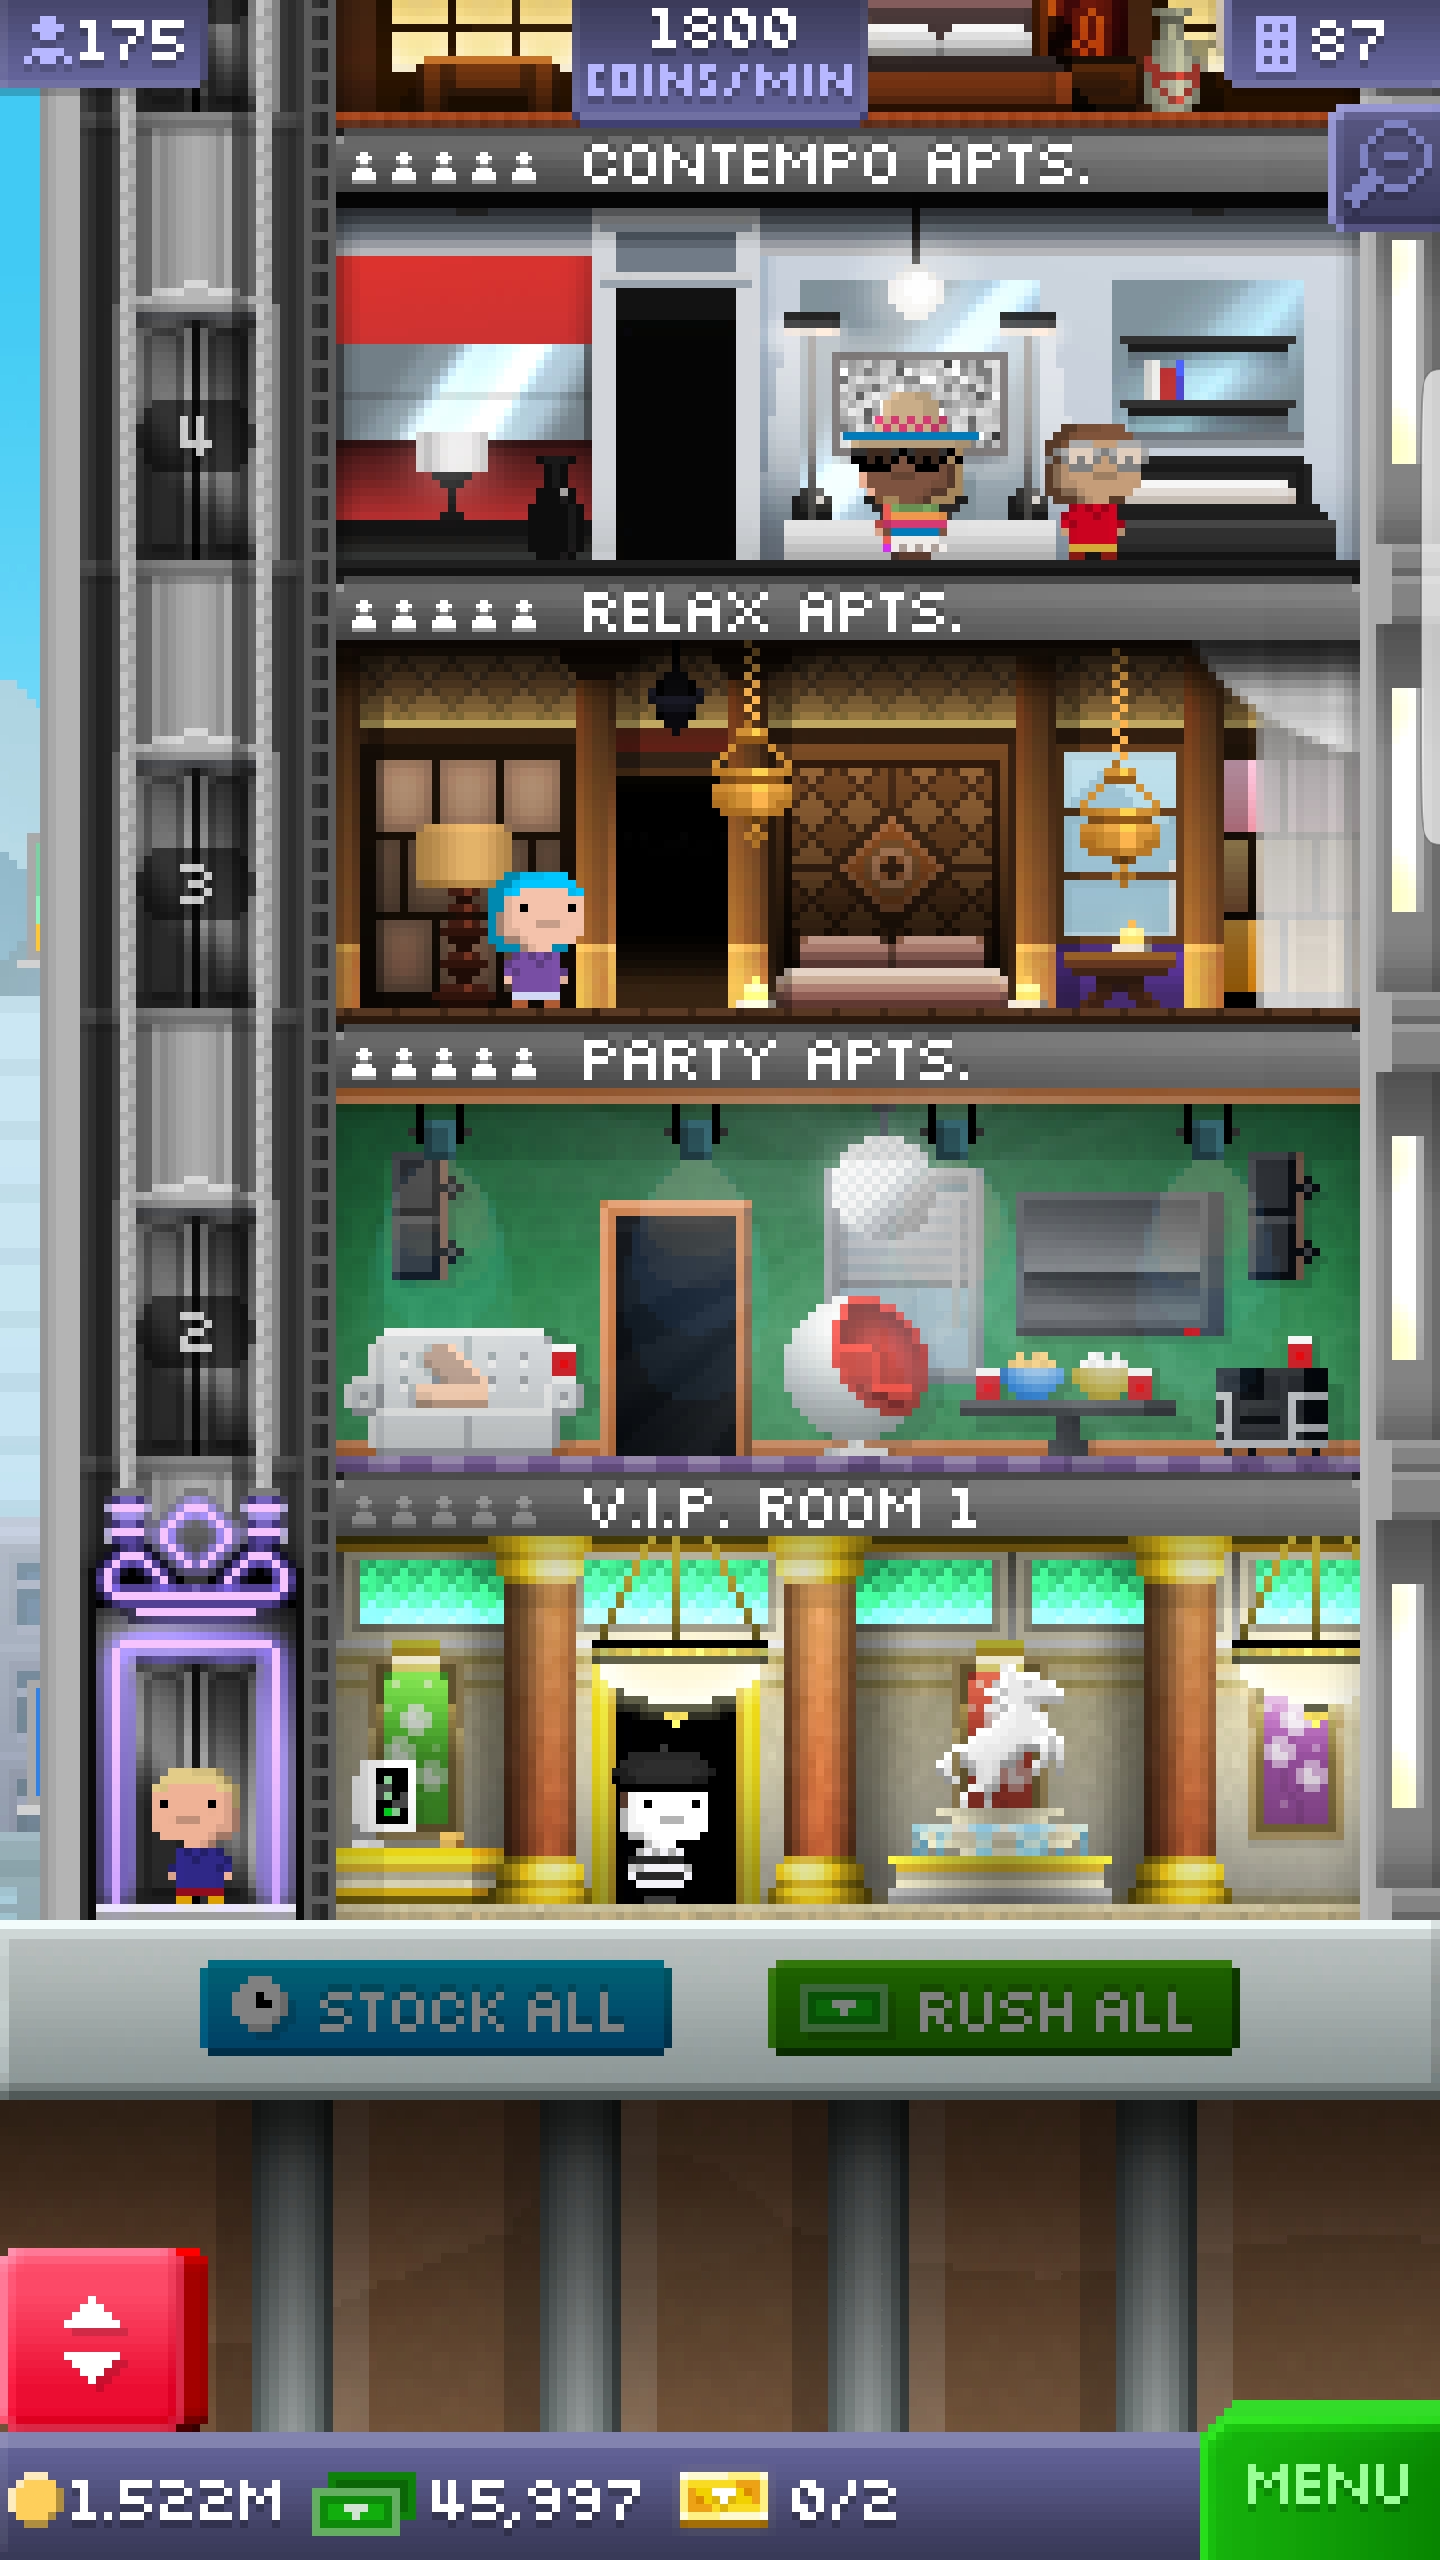 175
1800
COINS/MIN
87
CONTEMPO APTS.
4
RELAX APTS.
3
PARTY APTS.
2
V.I.P. ROOM 1
STOCK ALL
RUSH ALL
1.522M
45,997
0/2
MENU